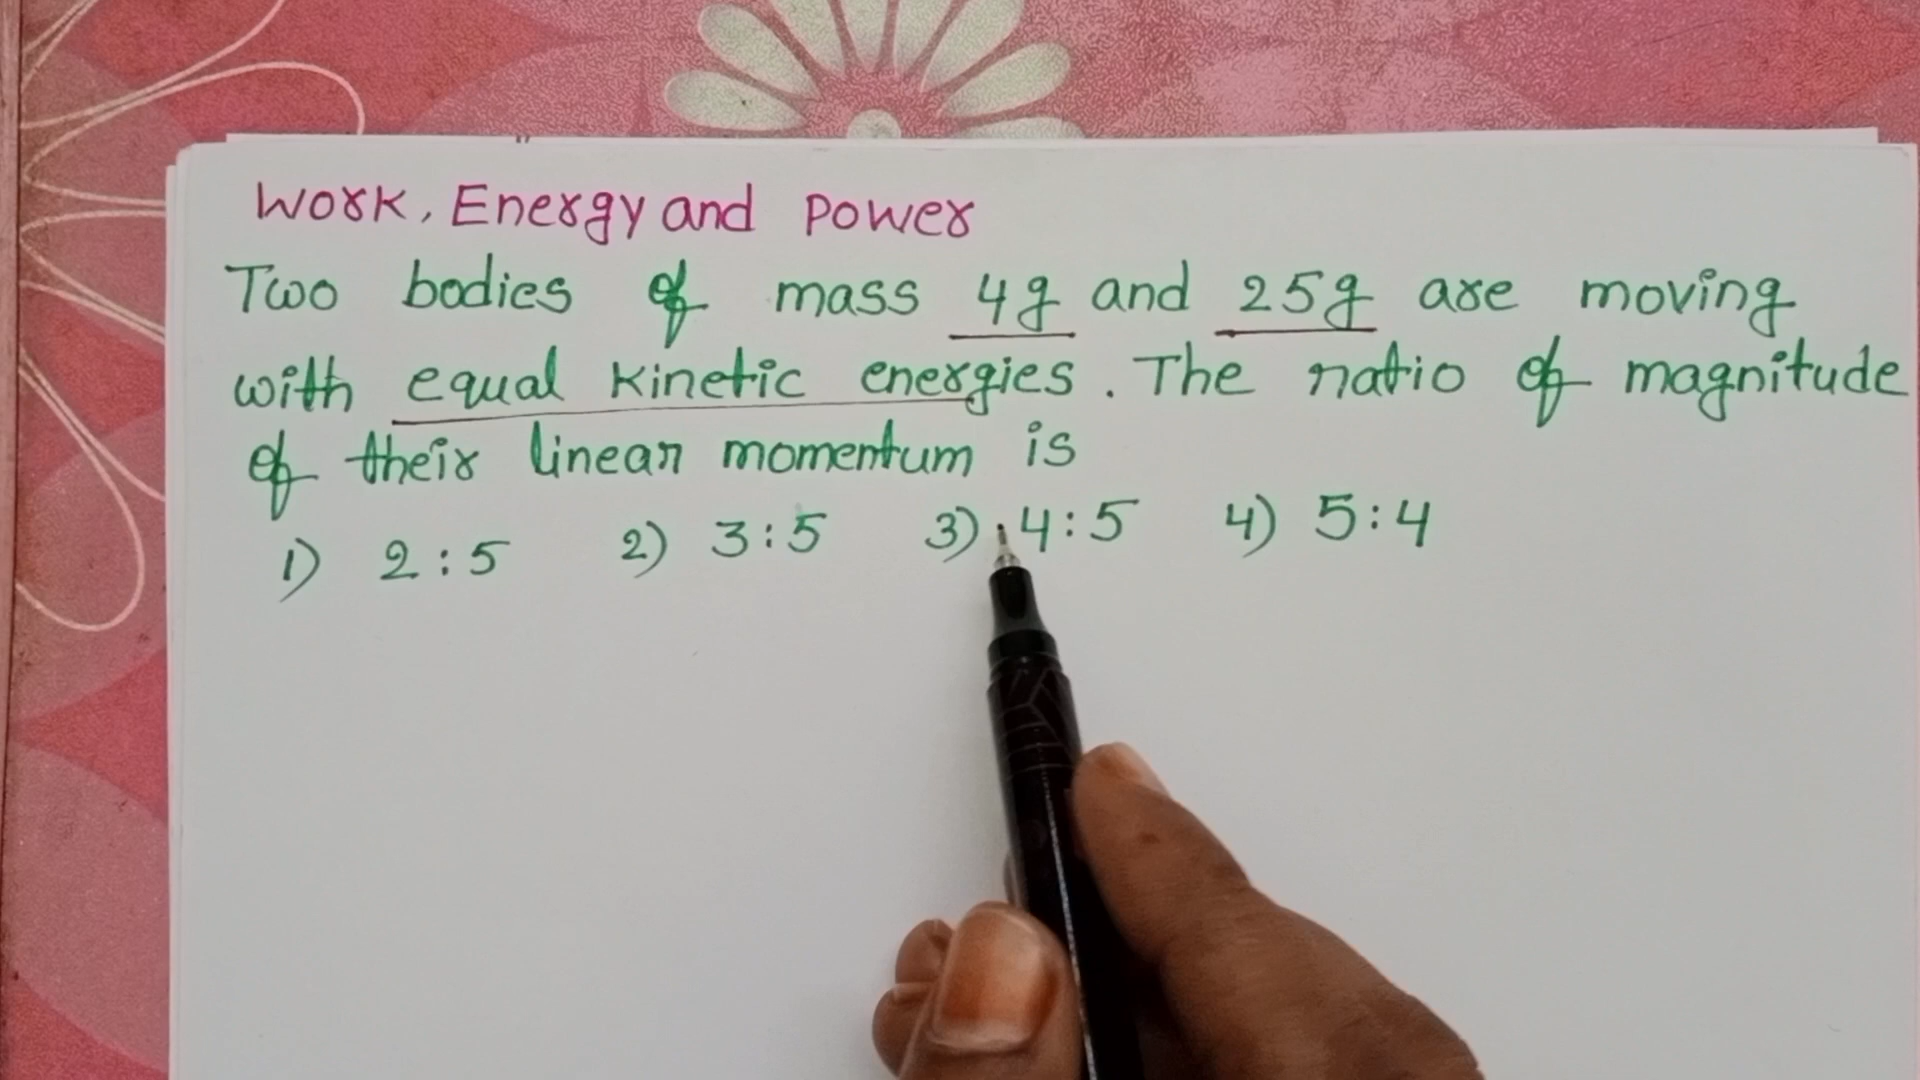 Work, Energy and Power
Two bodies of mass 4g and 25g are moving
with equal kinetic energies. The ratio of magnitude
of their linear momentum is
1) 2:5 2) 3:5 3) 4:5 4) 5:4